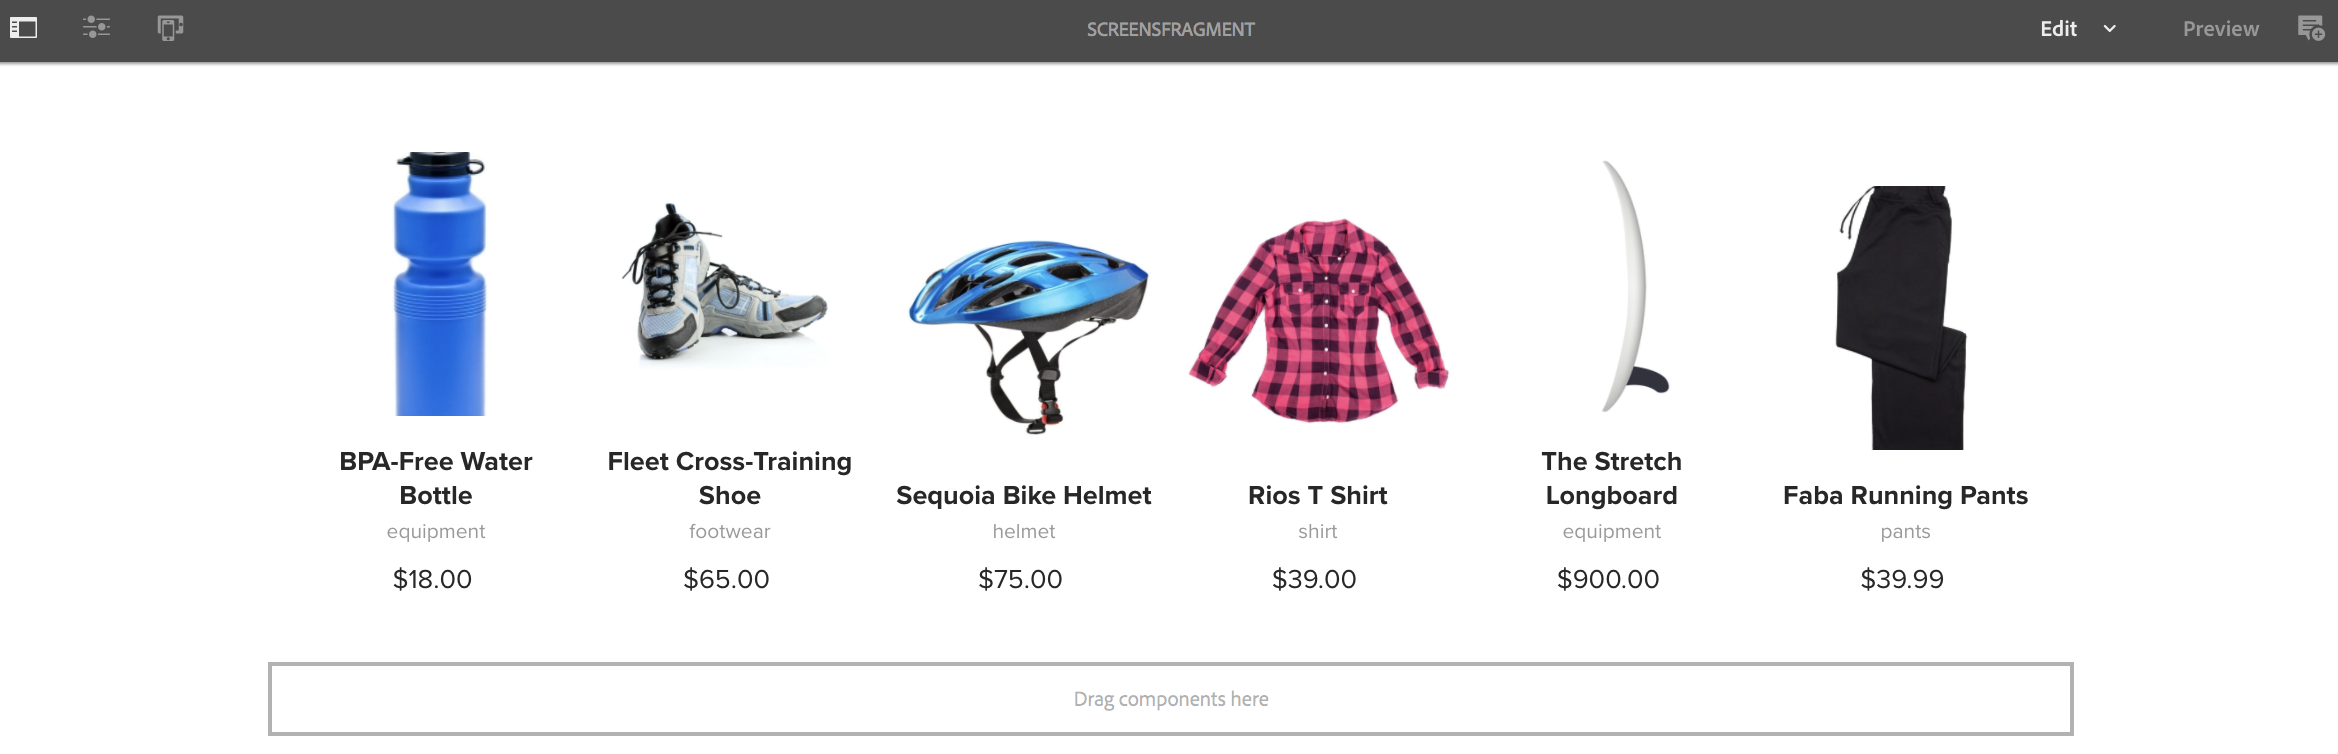 SCREENSFRAGMENT
Edit
Preview
BPA-Free Water
Bottle
equipment
$18.00
Fleet Cross-Training
Shoe
footwear
$65.00
Sequoia Bike Helmet
helmet
$75.00
Rios T Shirt
shirt
$39.00
The Stretch
Longboard
equipment
$900.00
Faba Running Pants
pants
$39.99
Drag components here